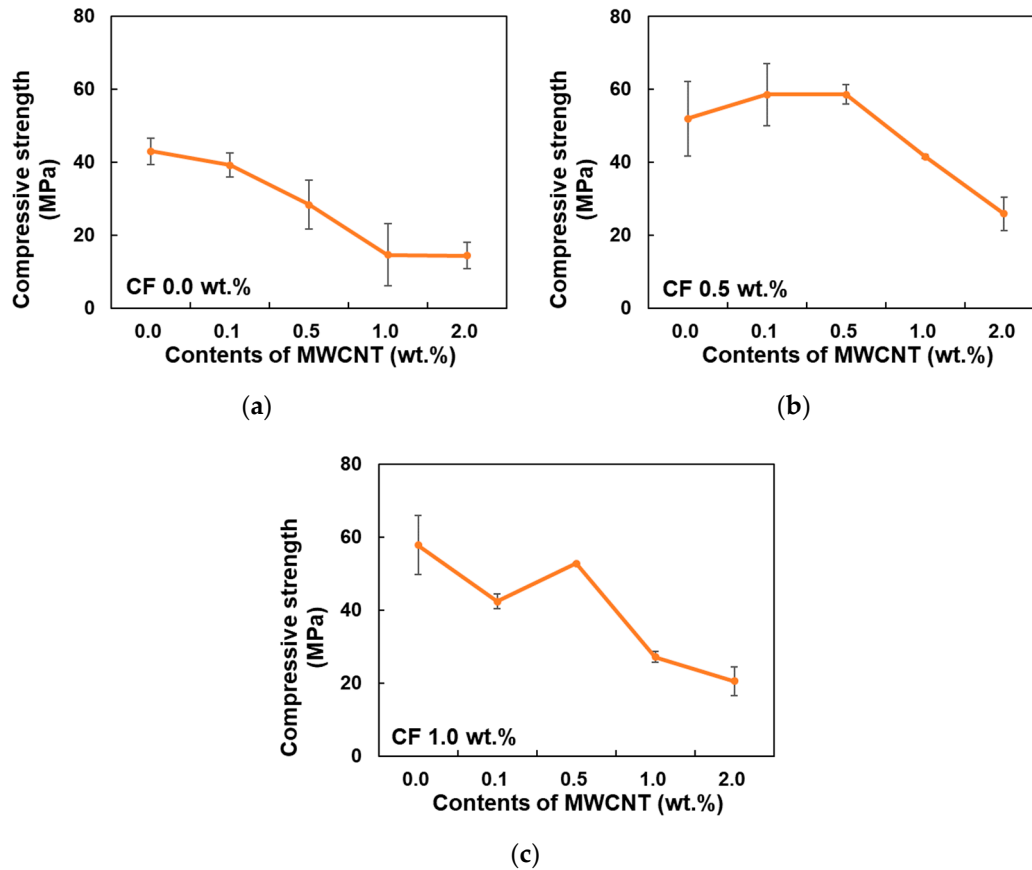 80
60
40
20
0
Compressive strength
(MPa)
CF 0.0 wt.%
0.0 0.1 0.5 1.0 2.0
Contents of MWCNT (wt.%)
(a)
80
60
40
20
0
Compressive strength
(MPa)
CF 0.5 wt.%
0.0 0.1 0.5 1.0 2.0
Contents of MWCNT (wt.%)
(b)
80
60
40
20
0
Compressive strength
(MPa)
CF 1.0 wt.%
0.0 0.1 0.5 1.0 2.0
Contents of MWCNT (wt.%)
(c)